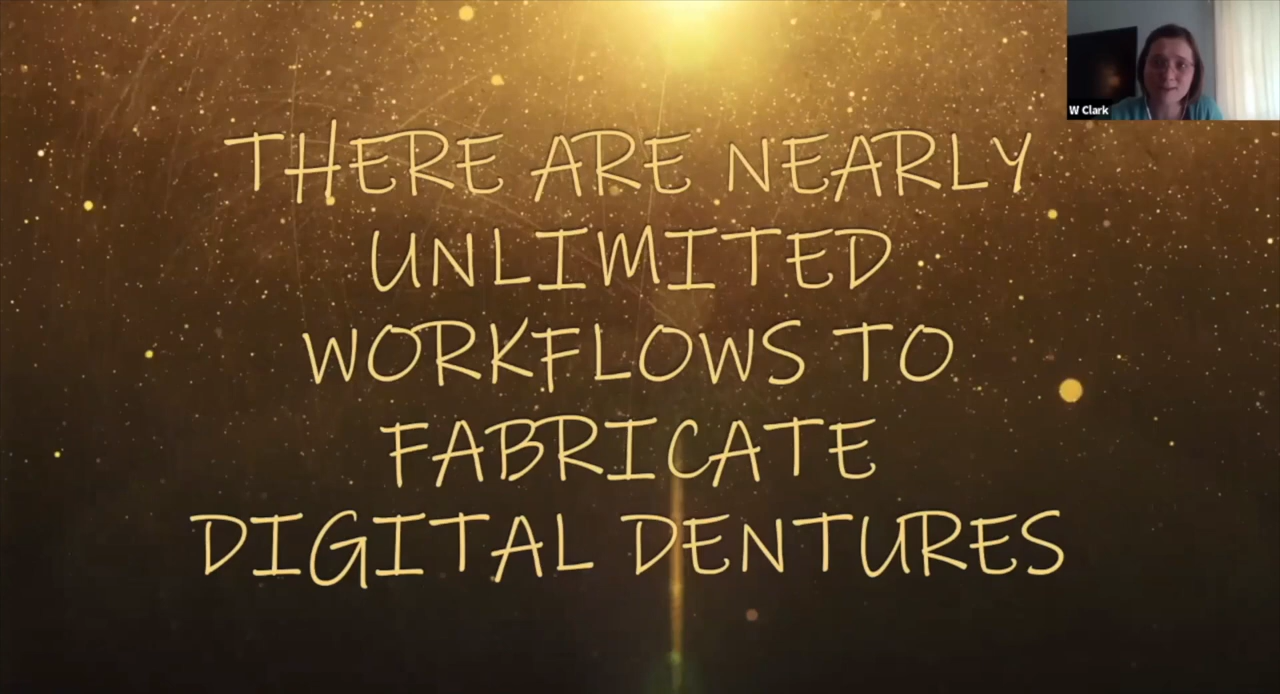 THERE ARE NEARLY
UNLIMITED
WORKFLOWS TO
FABRICATE
DIGITAL DENTURES
W Clark